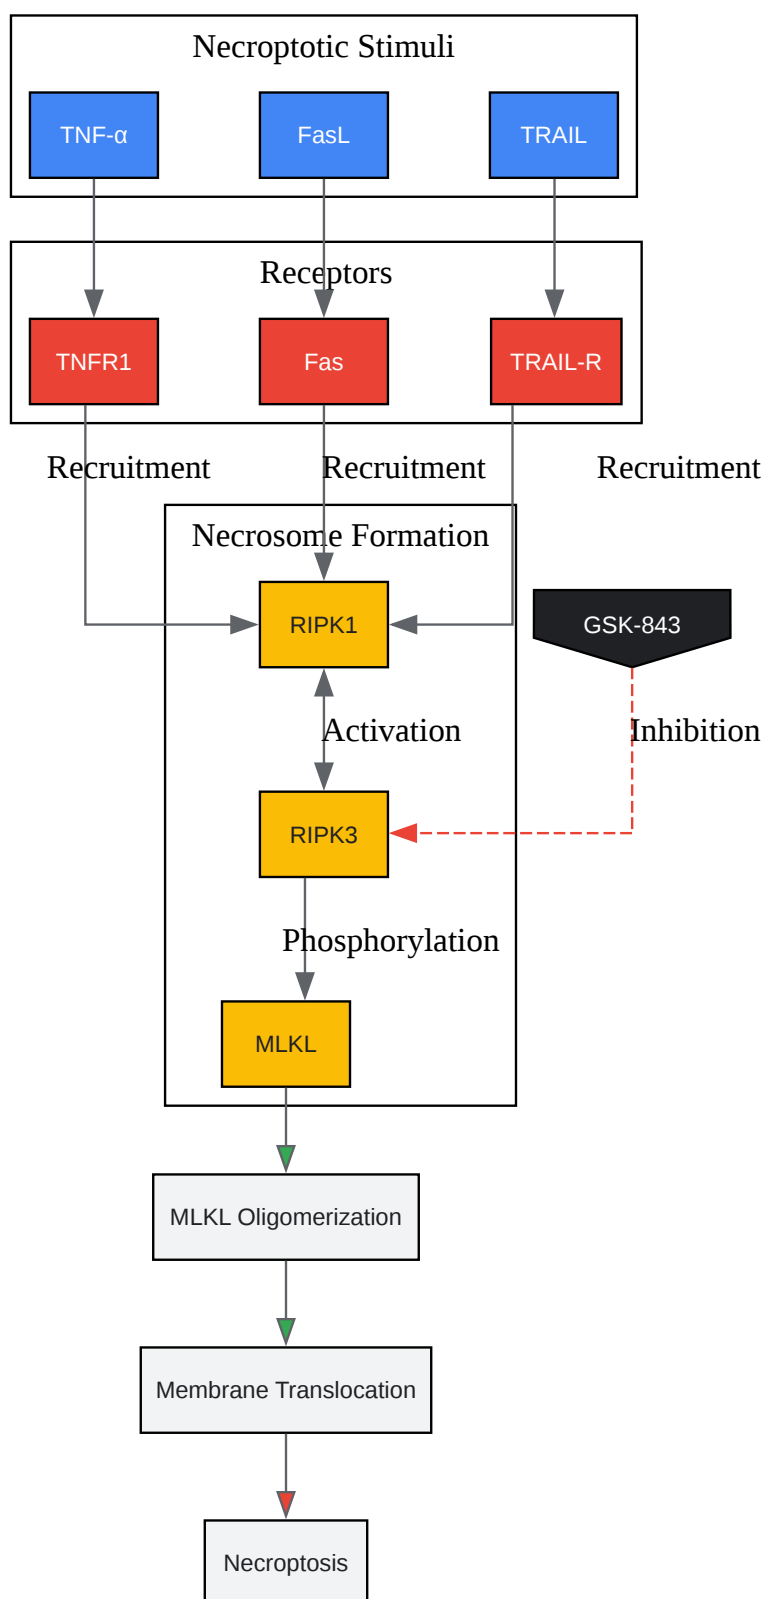 Necroptotic Stimuli
TNF-α
FasL
TRAIL
Receptors
TNFR1
Fas
TRAIL-R
Recruitment
Recruitment
Recruitment
Necrosome Formation
RIPK1
GSK-843
Activation
Inhibition
RIPK3
Phosphorylation
MLKL
MLKL Oligomerization
Membrane Translocation
Necroptosis